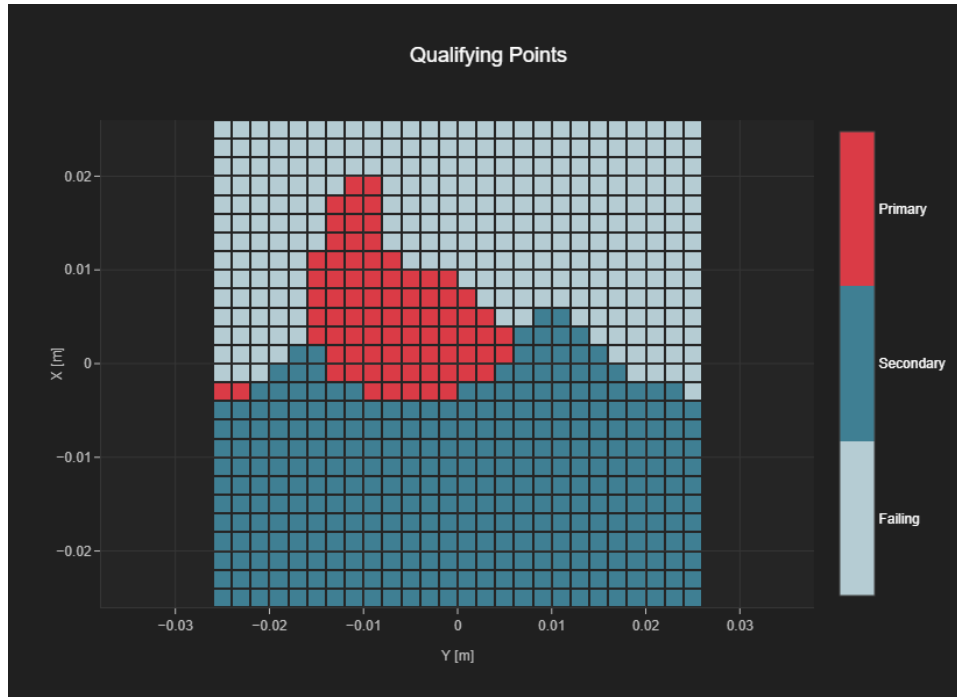 Qualifying Points
0.02
0.01
0
−0.01
−0.02
X [m]
−0.03
−0.02
−0.01
0
0.01
0.02
0.03
Y [m]
Primary
Secondary
Failing